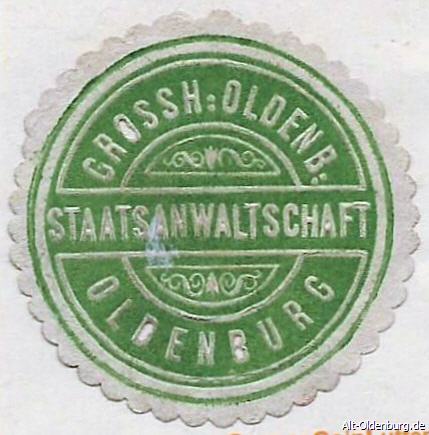 GROSSH: OLDENB:
STAATSANWALTSCHAFT
OLDENBURG
Alt-Oldenburg.de